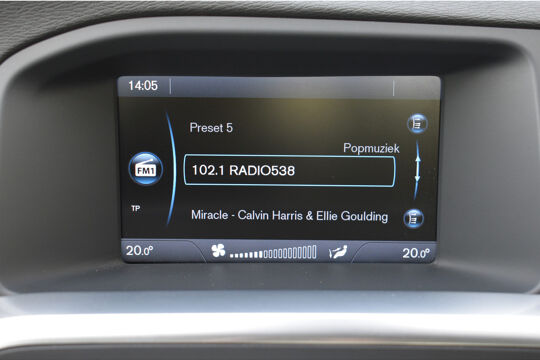 14:05
Preset 5
Popmuziek
FM1
102.1 RADIO538
TP
Miracle - Calvin Harris & Ellie Goulding
20.0° 20.0°